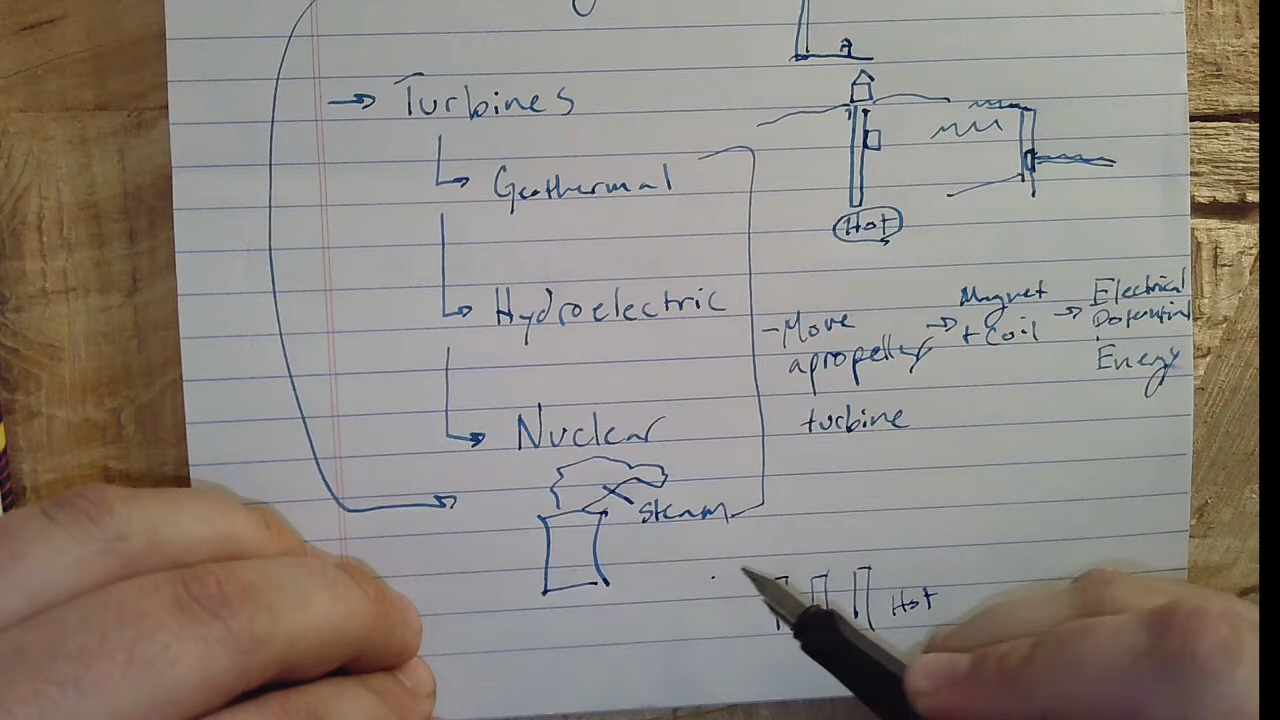 → Turbines
Geothermal
Hot
Hydroelectric
- Move
a propeller
turbine
→ Magnet
+ Coil
→ Electrical
Potential
Energy
Nuclear
Steam
Hot